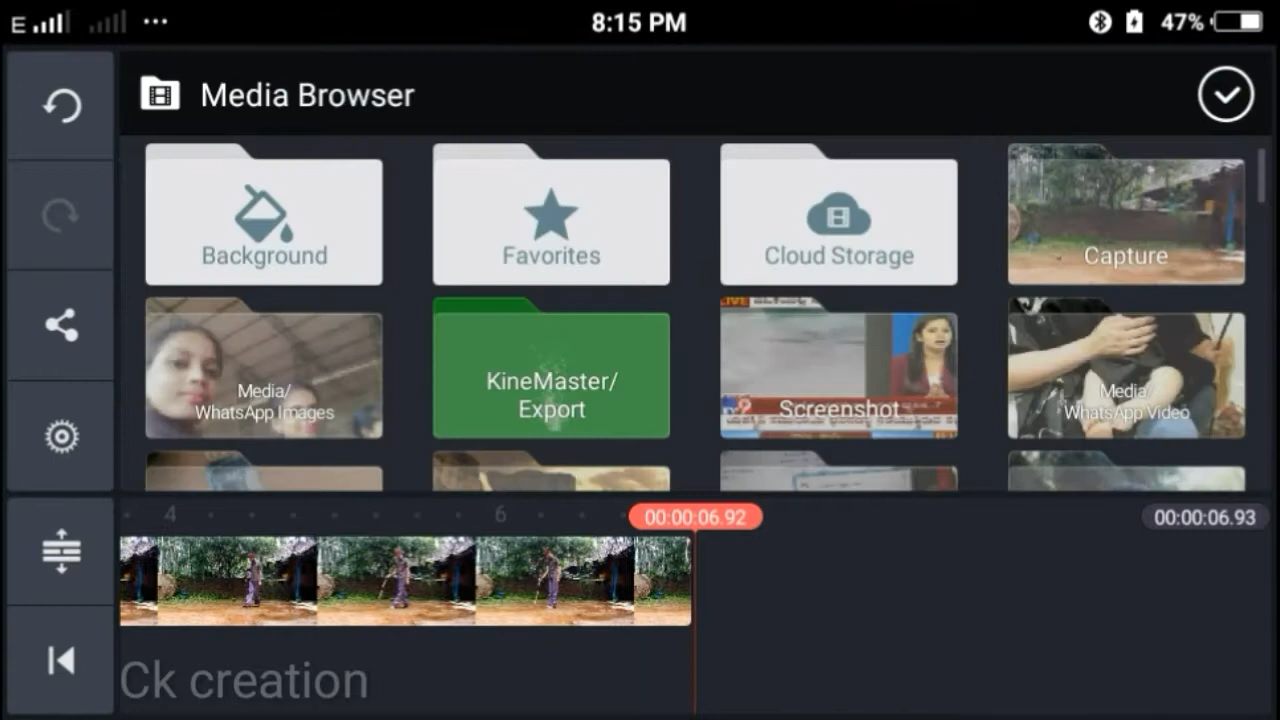 E 8:15 PM 47%
Media Browser
Background
Favorites
Cloud Storage
Capture
Media/
WhatsApp Images
KineMaster/
Export
LIVE
Screenshot
Media/
WhatsApp Video
4 6 00:00:06.92 00:00:06.93
Ck creation